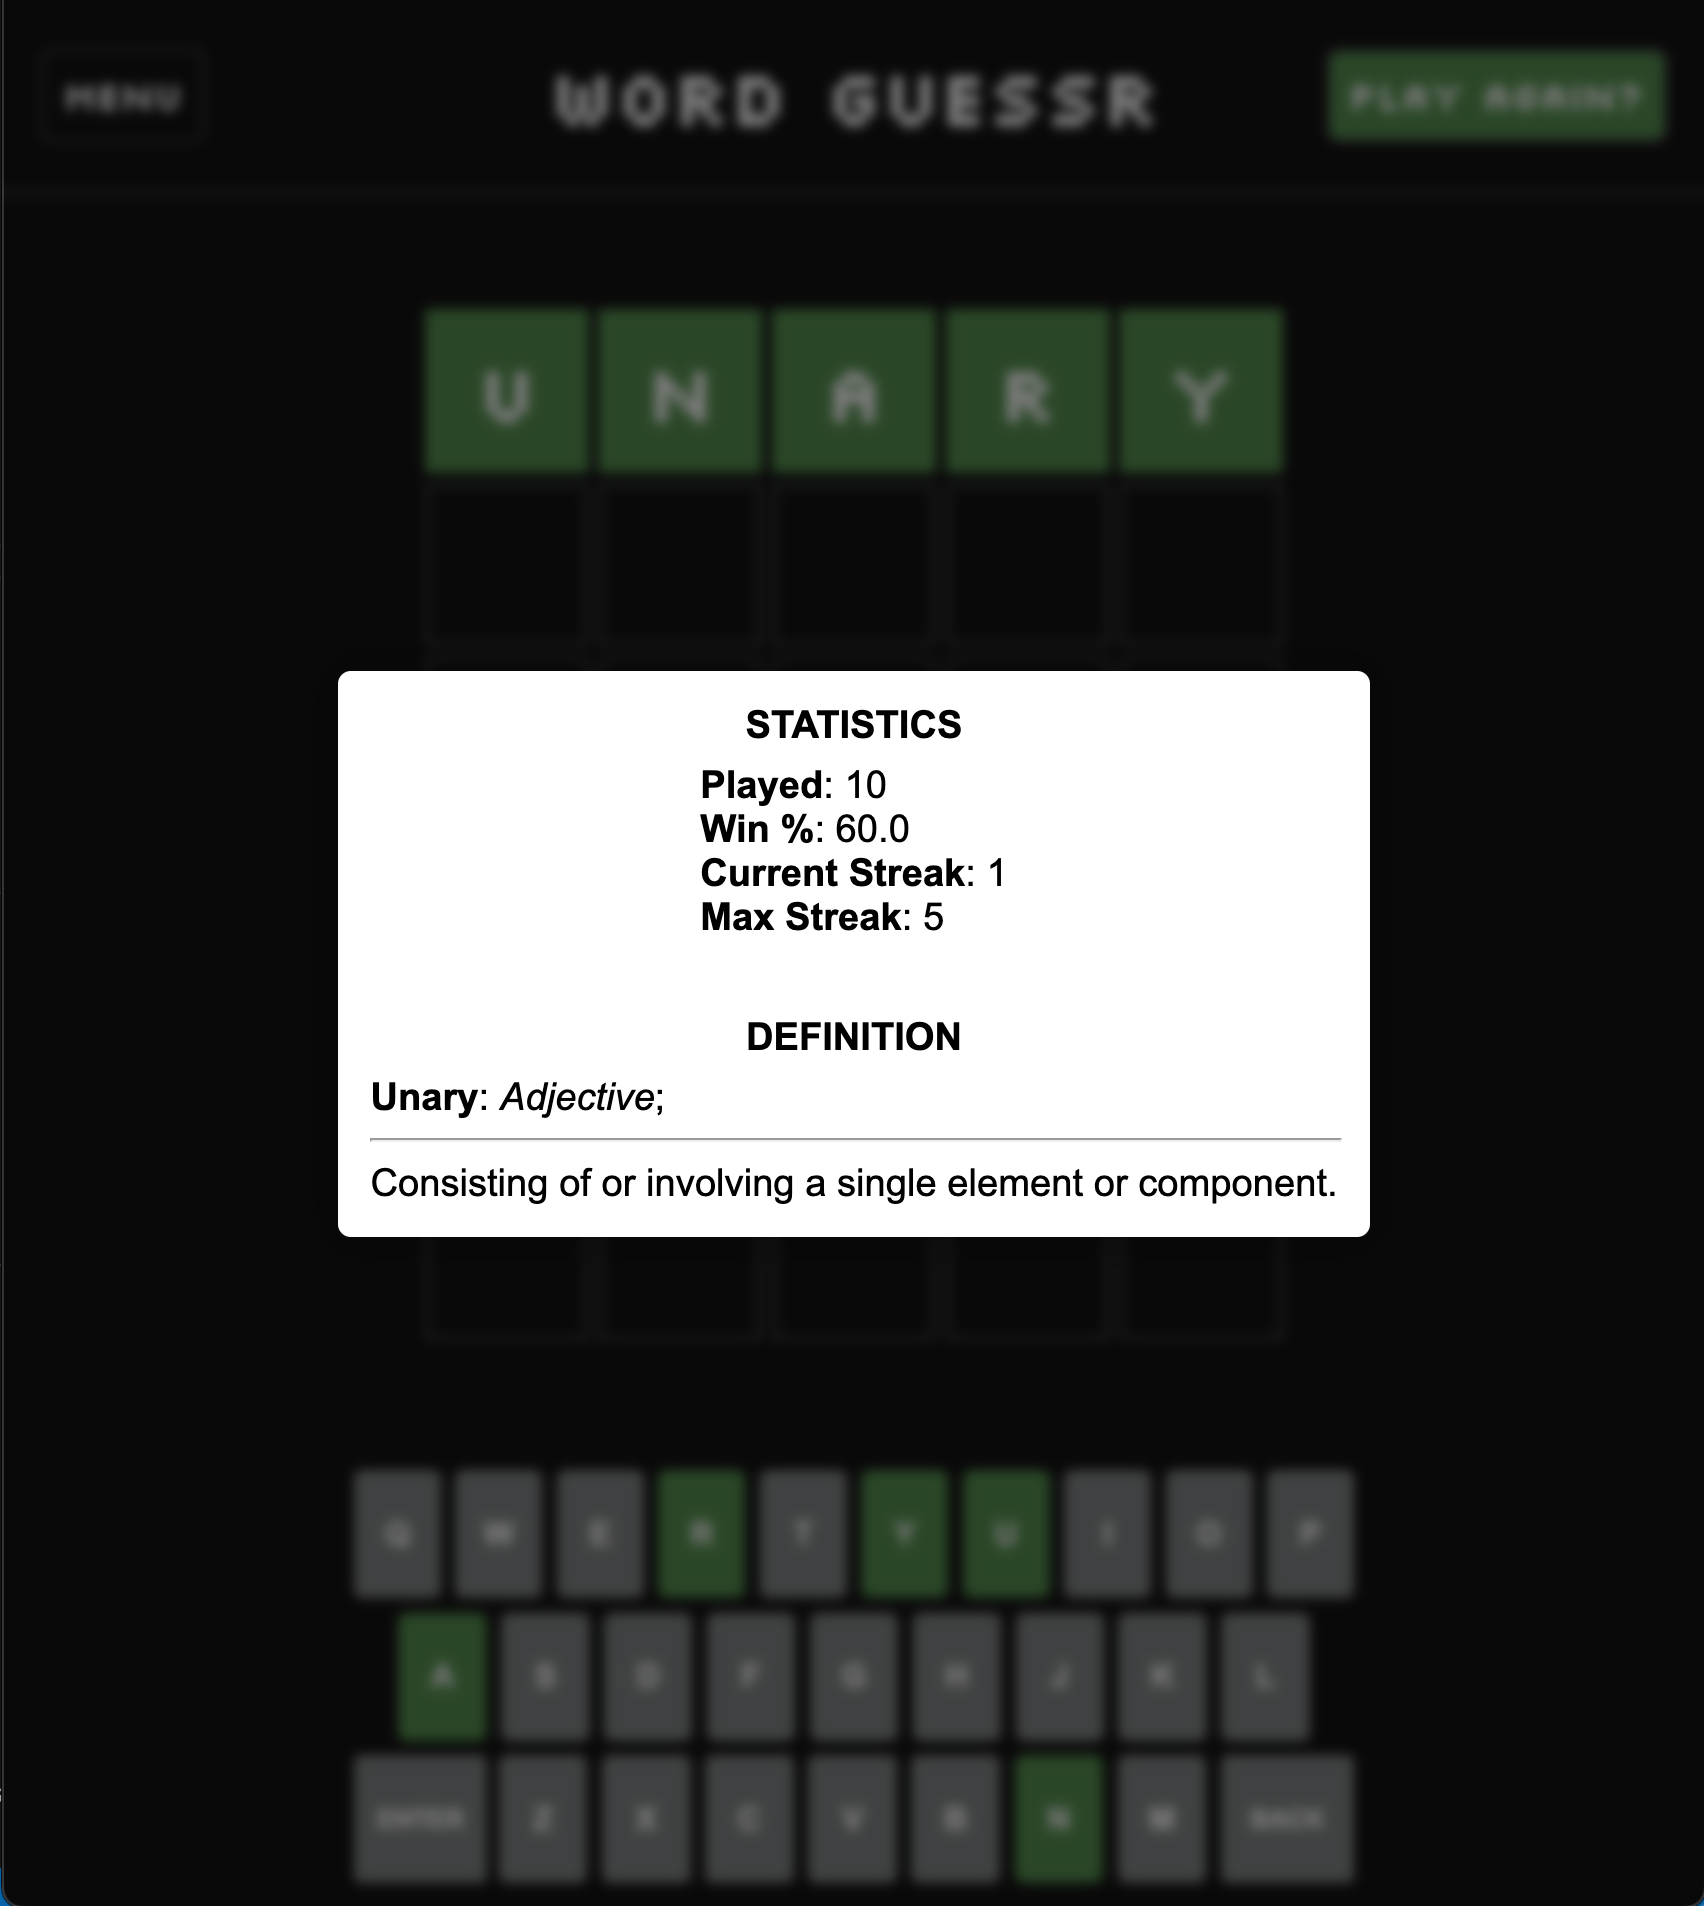 MENU
WORD GUESSR
PLAY AGAIN?
U N A R Y
STATISTICS
Played: 10
Win %: 60.0
Current Streak: 1
Max Streak: 5
DEFINITION
Unary: Adjective;
Consisting of or involving a single element or component.
Q W E R T Y U I O P
A S D F G H J K L
ENTER Z X C V B N M BACK